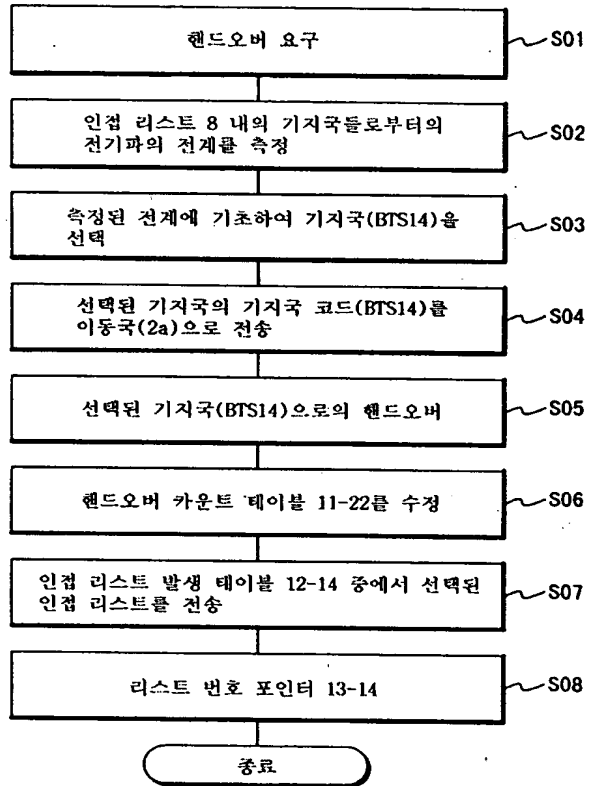 핸드오버 요구
S01
인접 리스트 8 내의 기지국들로부터의
전기파의 전계를 측정
S02
측정된 전계에 기초하여 기지국(BTS14)을
선택
S03
선택된 기지국의 기지국 코드(BTS14)를
이동국(2a)으로 전송
S04
선택된 기지국(BTS14)으로의 핸드오버
S05
핸드오버 카운트 테이블 11-22를 수정
S06
인접 리스트 발생 테이블 12-14 중에서 선택된
인접 리스트를 전송
S07
리스트 번호 포인터 13-14
S08
종료